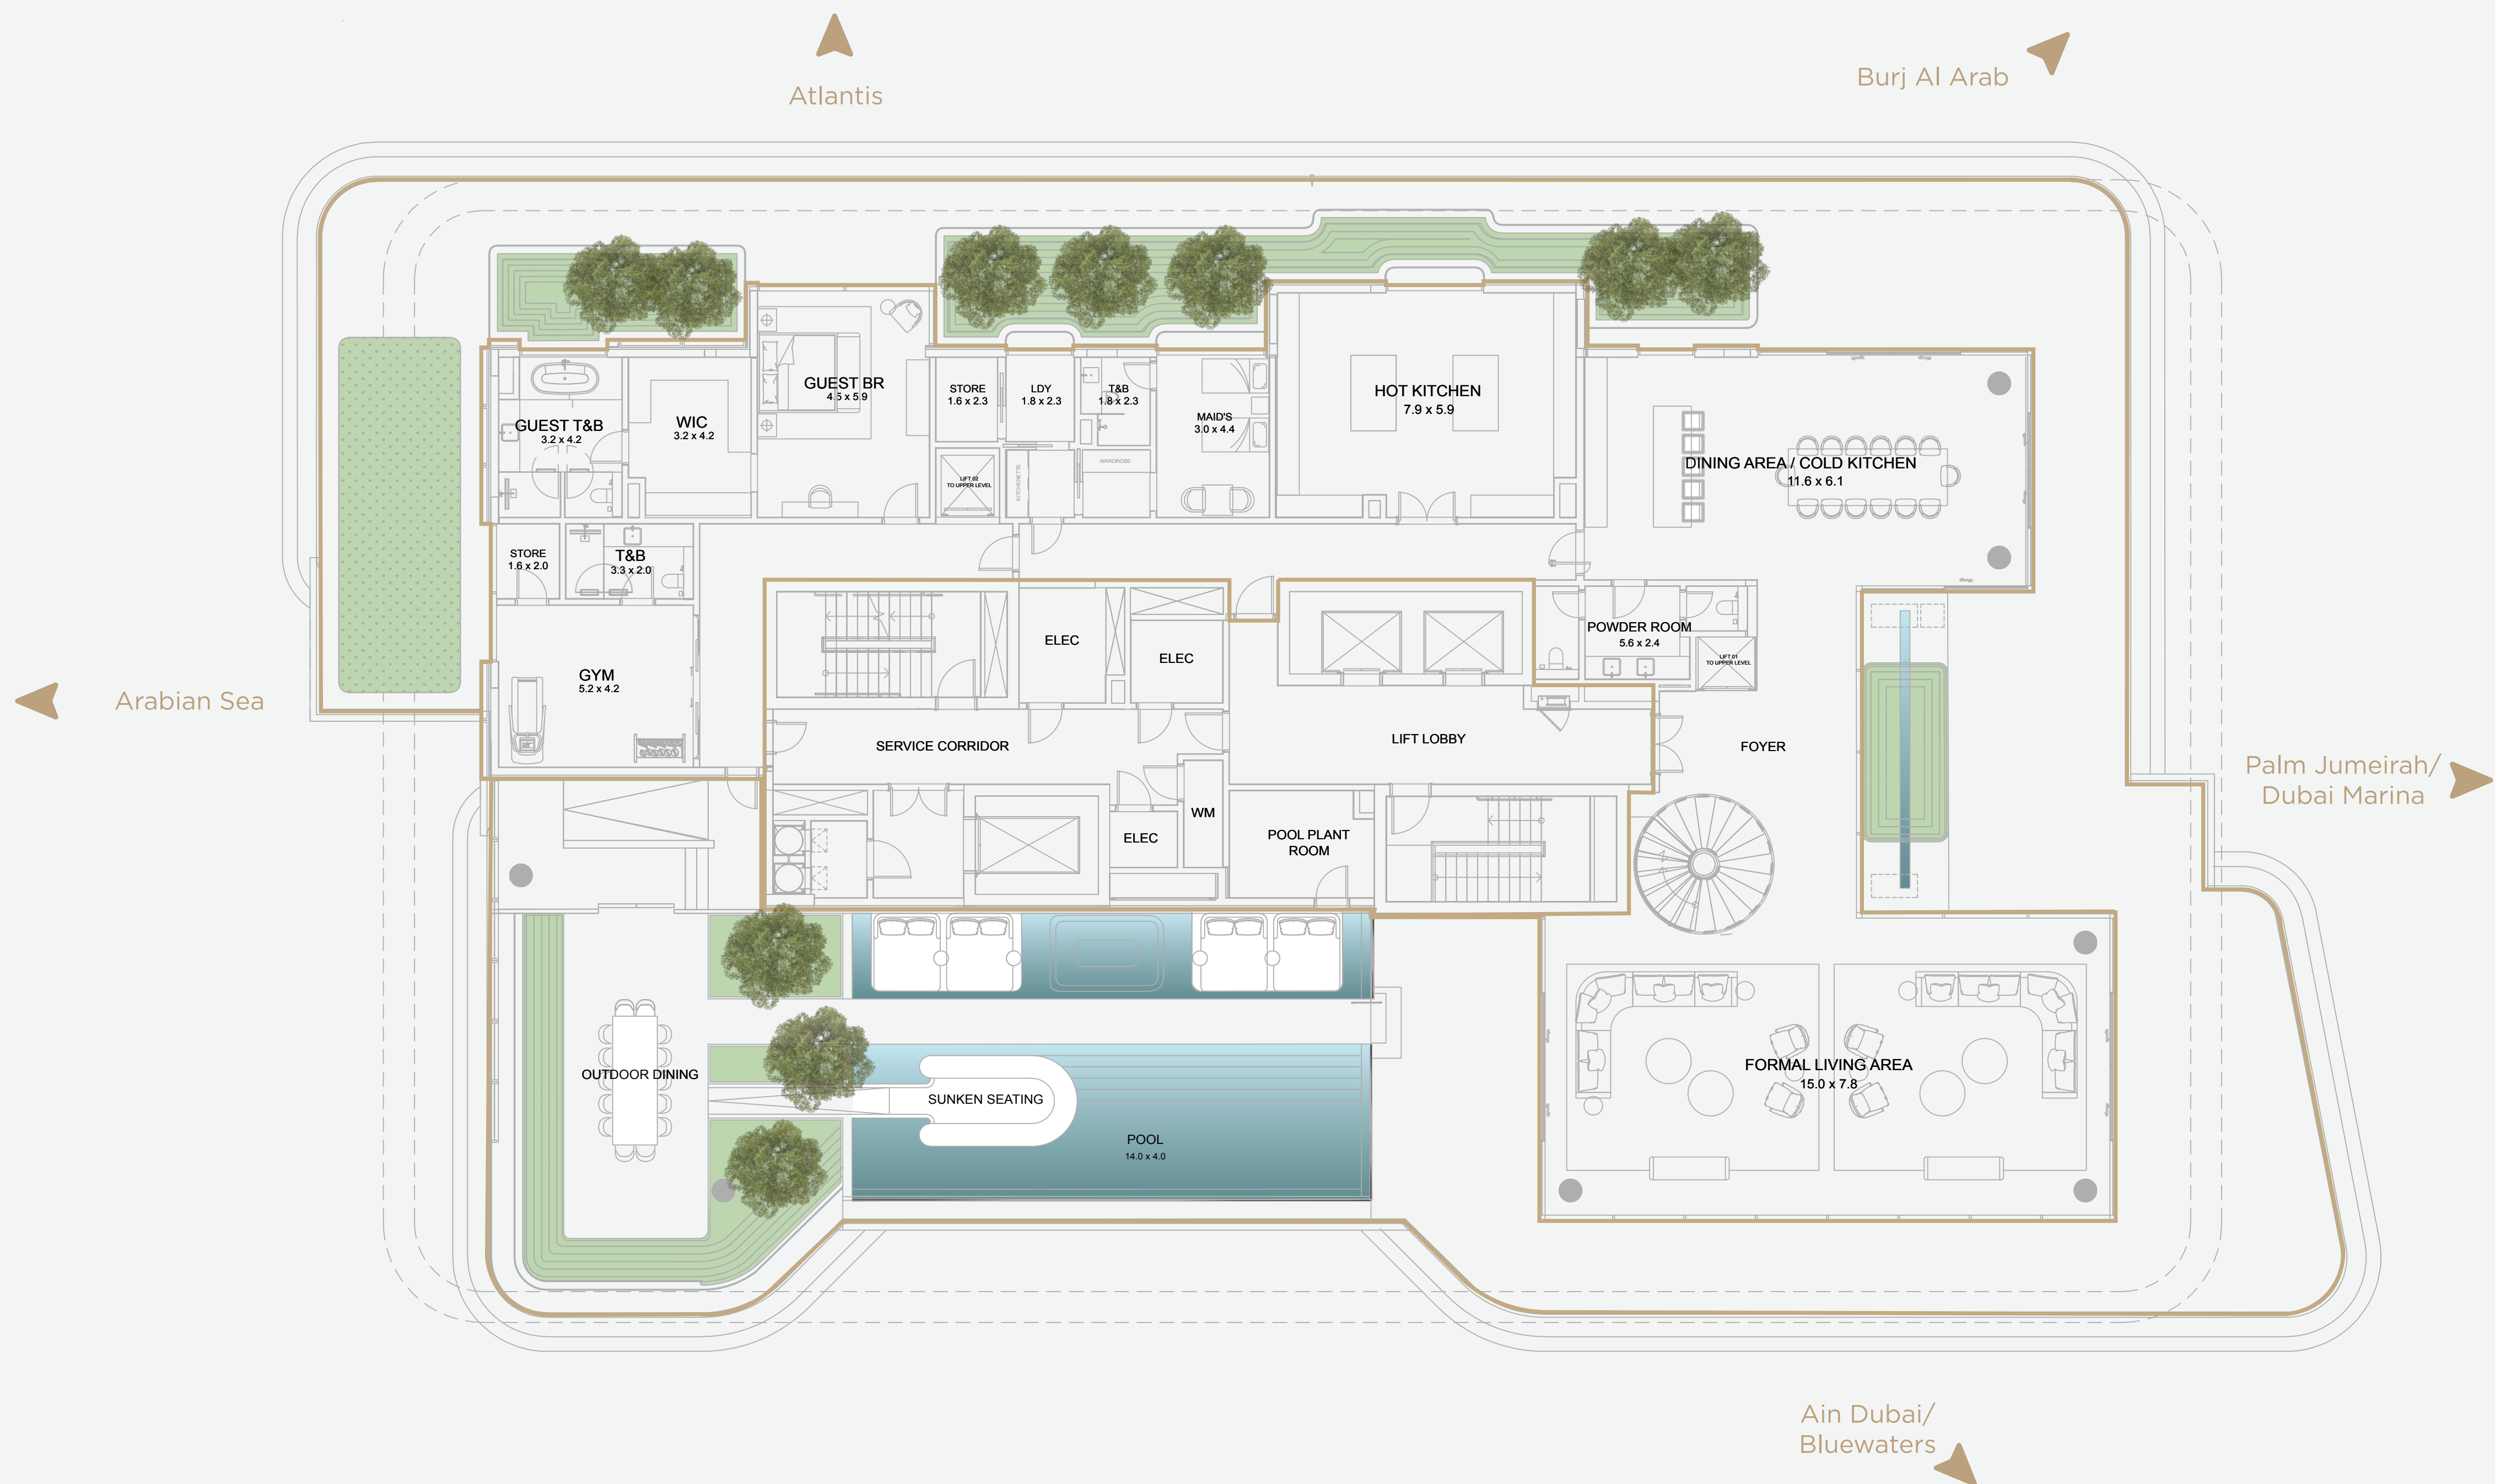 Atlantis
Burj Al Arab
GUEST T&B
3.2 x 4.2
WIC
3.2 x 4.2
GUEST BR
4.5 x 5.9
STORE
1.6 x 2.3
LDY
1.8 x 2.3
T&B
1.8 x 2.3
MAID'S
3.0 x 4.4
HOT KITCHEN
7.9 x 5.9
DINING AREA / COLD KITCHEN
11.6 x 6.1
LIFT 02
TO UPPER LEVEL
KITCHENETTE
WARDROBE
STORE
1.6 x 2.0
T&B
3.3 x 2.0
ELEC
ELEC
POWDER ROOM
5.6 x 2.4
LIFT 01
TO UPPER LEVEL
GYM
5.2 x 4.2
Arabian Sea
SERVICE CORRIDOR
LIFT LOBBY
FOYER
Palm Jumeirah/
Dubai Marina
WM
ELEC
POOL PLANT
ROOM
OUTDOOR DINING
SUNKEN SEATING
POOL
14.0 x 4.0
FORMAL LIVING AREA
15.0 x 7.8
Ain Dubai/
Bluewaters